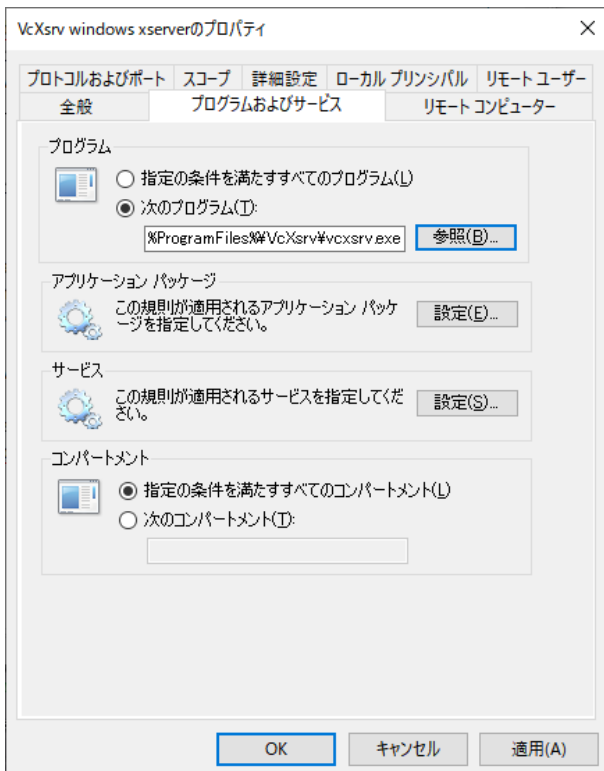 VcXsrv windows xserverのプロパティ
プロトコルおよびポート スコープ 詳細設定 ローカル プリンシパル リモート ユーザー
全般 プログラムおよびサービス リモート コンピューター
プログラム
指定の条件を満たすすべてのプログラム(L)
次のプログラム(T):
%ProgramFiles%¥VcXsrv¥vcxsrv.exe 参照(B)...
アプリケーション パッケージ
この規則が適用されるアプリケーション パッケ
ージを指定してください。
設定(E)...
サービス
この規則が適用されるサービスを指定してくだ
さい。
設定(S)...
コンパートメント
指定の条件を満たすすべてのコンパートメント(L)
次のコンパートメント(T):
OK キャンセル 適用(A)